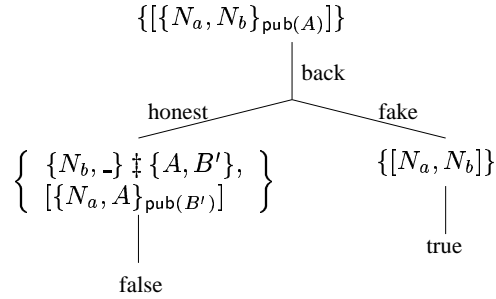 {[{N_a, N_b}_pub(A)]}
back
honest
fake
{ {N_b, _} ‡ {A, B′}, [{N_a, A}_pub(B′)] }
{[N_a, N_b]}
false
true